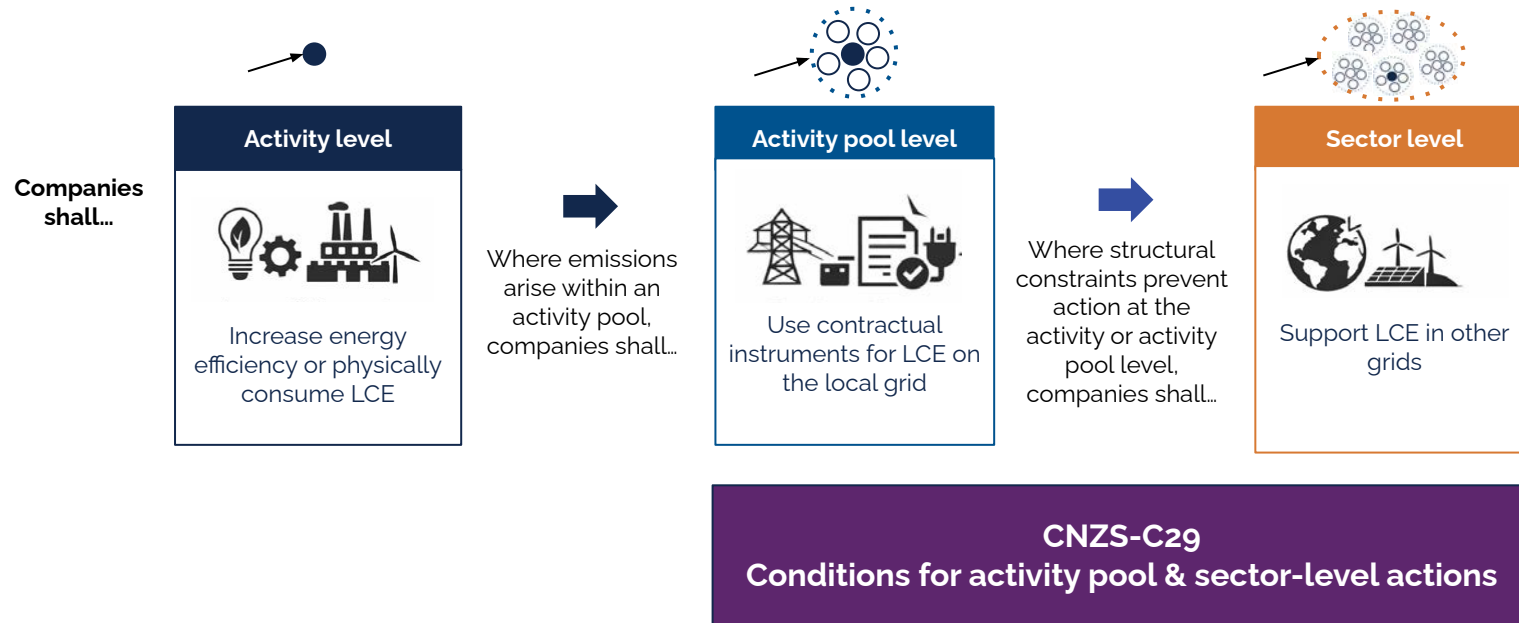 Companies
shall…
Activity level
Increase energy
efficiency or physically
consume LCE
Where emissions
arise within an
activity pool,
companies shall…
Activity pool level
Use contractual
instruments for LCE on
the local grid
Where structural
constraints prevent
action at the
activity or activity
pool level,
companies shall…
Sector level
Support LCE in other
grids
CNZS-C29
Conditions for activity pool & sector-level actions